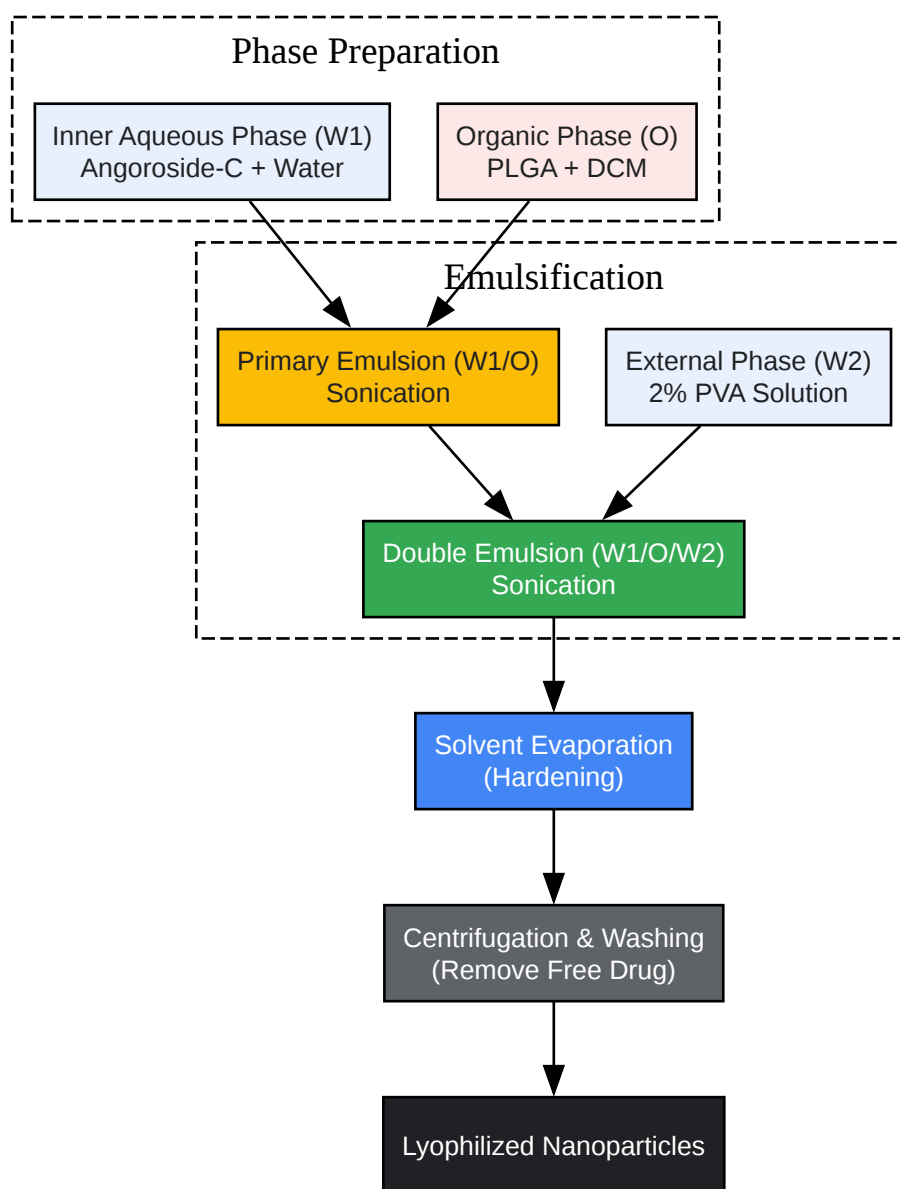 Phase Preparation
Inner Aqueous Phase (W1)
Angoroside-C + Water
Organic Phase (O)
PLGA + DCM
Emulsification
Primary Emulsion (W1/O)
Sonication
External Phase (W2)
2% PVA Solution
Double Emulsion (W1/O/W2)
Sonication
Solvent Evaporation
(Hardening)
Centrifugation & Washing
(Remove Free Drug)
Lyophilized Nanoparticles